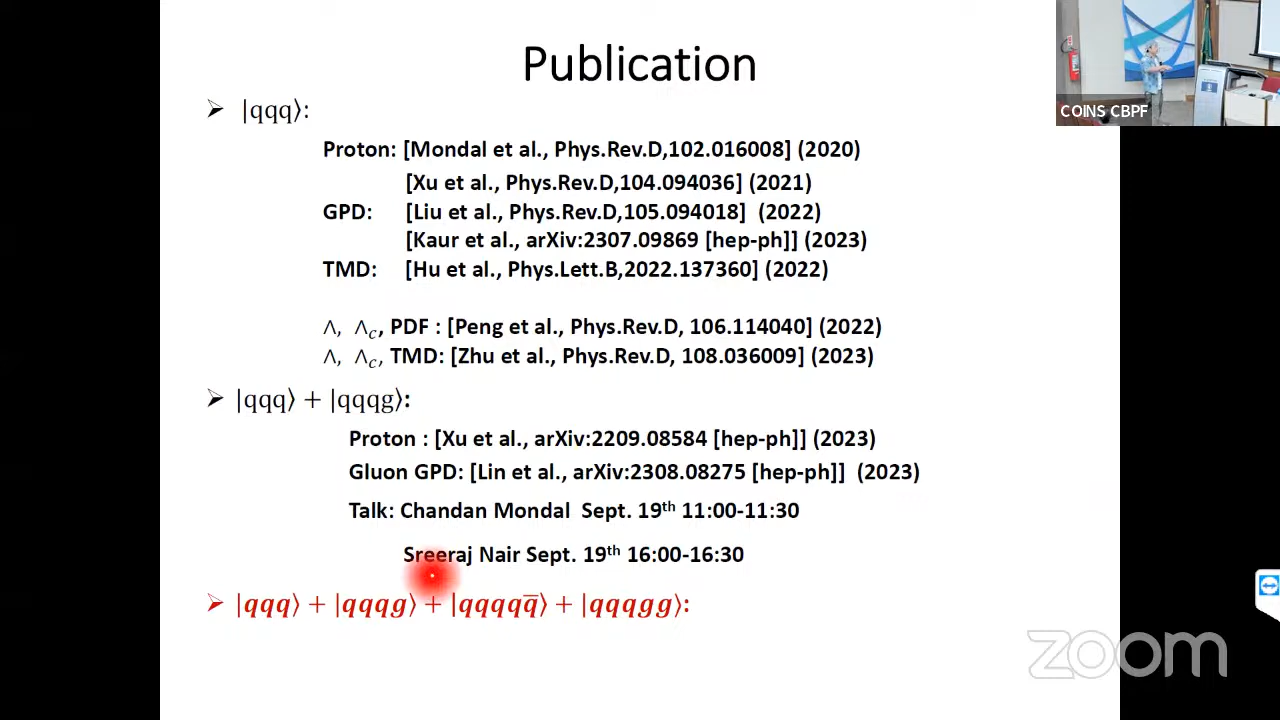 Publication
➢ |qqq⟩:
Proton: [Mondal et al., Phys.Rev.D,102.016008] (2020)
[Xu et al., Phys.Rev.D,104.094036] (2021)
GPD: [Liu et al., Phys.Rev.D,105.094018] (2022)
[Kaur et al., arXiv:2307.09869 [hep-ph]] (2023)
TMD: [Hu et al., Phys.Lett.B,2022.137360] (2022)
Λ, Λ_c, PDF : [Peng et al., Phys.Rev.D, 106.114040] (2022)
Λ, Λ_c, TMD: [Zhu et al., Phys.Rev.D, 108.036009] (2023)
➢ |qqq⟩ + |qqqg⟩:
Proton : [Xu et al., arXiv:2209.08584 [hep-ph]] (2023)
Gluon GPD: [Lin et al., arXiv:2308.08275 [hep-ph]] (2023)
Talk: Chandan Mondal Sept. 19th 11:00-11:30
Sreeraj Nair Sept. 19th 16:00-16:30
➢ |qqq⟩ + |qqqg⟩ + |qqqqq̅⟩ + |qqqgg⟩:
COINS CBPF
zoom